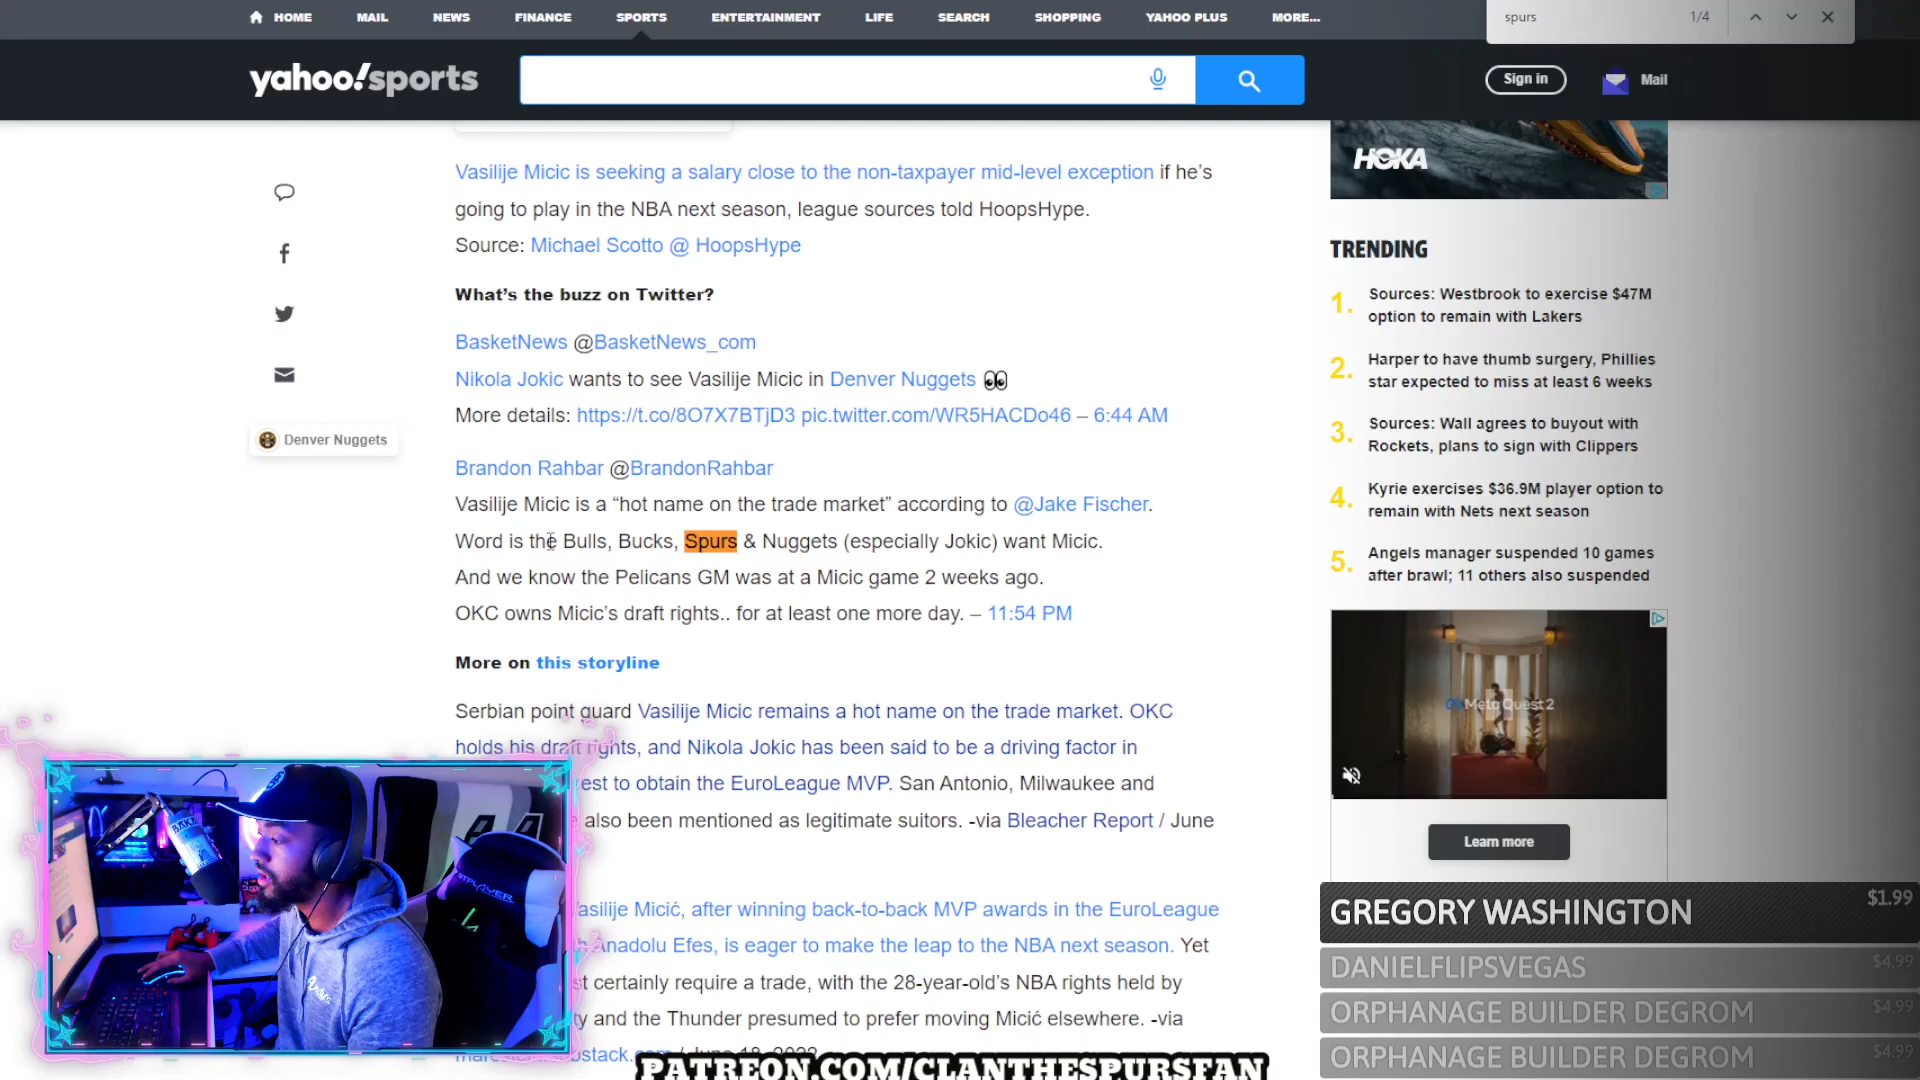 HOME MAIL NEWS FINANCE SPORTS ENTERTAINMENT LIFE SEARCH SHOPPING YAHOO PLUS MORE...
spurs 1/4
yahoo!sports
Sign in
Mail
Vasilije Micic is seeking a salary close to the non-taxpayer mid-level exception if he's
going to play in the NBA next season, league sources told HoopsHype.
Source: Michael Scotto @ HoopsHype
What's the buzz on Twitter?
BasketNews @BasketNews_com
Nikola Jokic wants to see Vasilije Micic in Denver Nuggets 👀
More details: https://t.co/8O7X7BTjD3 pic.twitter.com/WR5HACDo46 – 6:44 AM
Denver Nuggets
Brandon Rahbar @BrandonRahbar
Vasilije Micic is a “hot name on the trade market” according to @Jake Fischer.
Word is the Bulls, Bucks, Spurs & Nuggets (especially Jokic) want Micic.
And we know the Pelicans GM was at a Micic game 2 weeks ago.
OKC owns Micic's draft rights.. for at least one more day. – 11:54 PM
More on this storyline
Serbian point guard Vasilije Micic remains a hot name on the trade market. OKC
holds his draft rights, and Nikola Jokic has been said to be a driving factor in
to obtain the EuroLeague MVP. San Antonio, Milwaukee and
also been mentioned as legitimate suitors. -via Bleacher Report / June
Vasilije Micić, after winning back-to-back MVP awards in the EuroLeague
Anadolu Efes, is eager to make the leap to the NBA next season. Yet
certainly require a trade, with the 28-year-old's NBA rights held by
and the Thunder presumed to prefer moving Micić elsewhere. -via
HOKA
TRENDING
1. Sources: Westbrook to exercise $47M
option to remain with Lakers
2. Harper to have thumb surgery, Phillies
star expected to miss at least 6 weeks
3. Sources: Wall agrees to buyout with
Rockets, plans to sign with Clippers
4. Kyrie exercises $36.9M player option to
remain with Nets next season
5. Angels manager suspended 10 games
after brawl; 11 others also suspended
Meta Quest 2
Learn more
GREGORY WASHINGTON $1.99
DANIELFLIPSVEGAS $4.99
ORPHANAGE BUILDER DEGROM $4.99
ORPHANAGE BUILDER DEGROM $4.99
PATREON.COM/CLANTHESPURSFAN